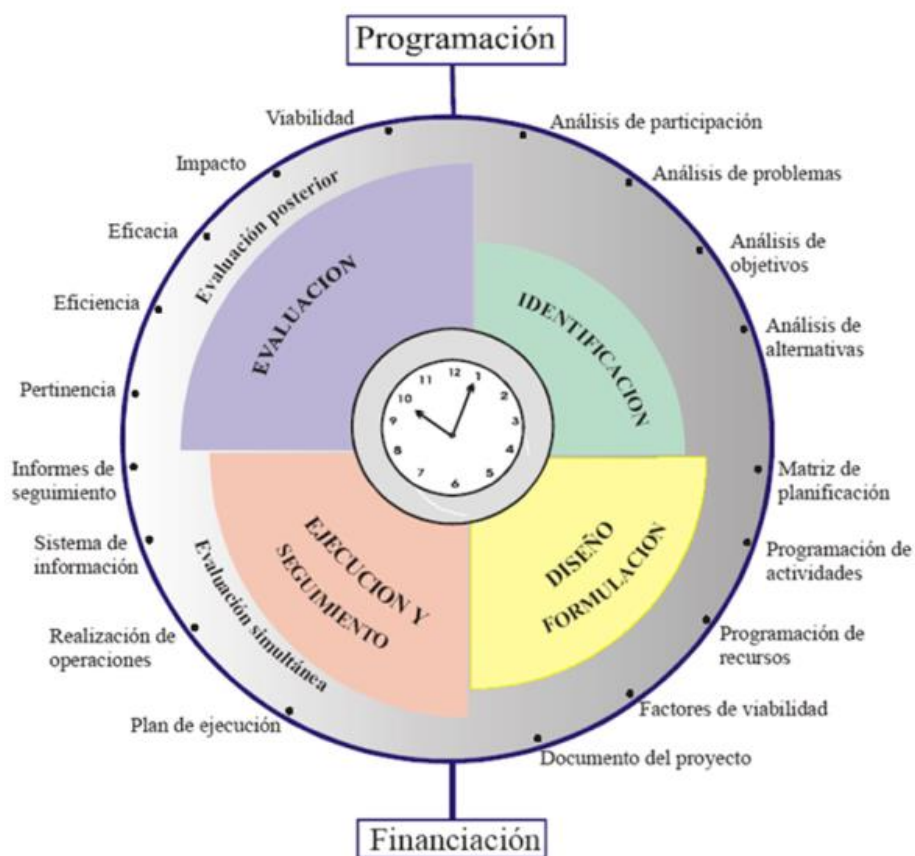 Programación
Viabilidad
Impacto
Eficacia
Eficiencia
Pertinencia
Informes de
seguimiento
Sistema de
información
Realización de
operaciones
Plan de ejecución
Análisis de participación
Análisis de problemas
Análisis de
objetivos
Análisis de
alternativas
Matriz de
planificación
Programación de
actividades
Programación de
recursos
Factores de viabilidad
Documento del proyecto
Evaluación posterior
EVALUACION
IDENTIFICACION
DISEÑO
FORMULACION
EJECUCION Y
SEGUIMIENTO
Evaluación simultánea
12
1
2
3
4
5
6
7
8
9
10
11
Financiación